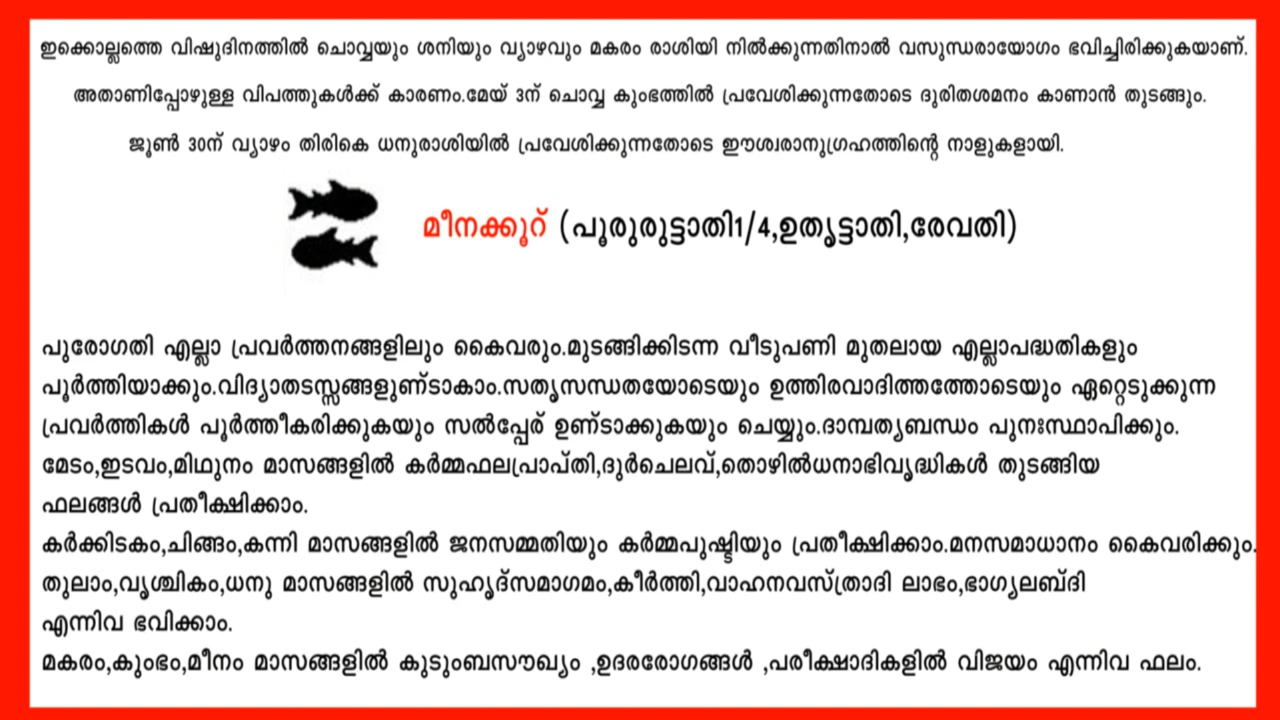 ഇക്കൊല്ലത്തെ വിഷുദിനത്തിൽ ചൊവ്വയും ശനിയും വ്യാഴവും മകരം രാശിയി നിൽക്കുന്നതിനാൽ വസുന്ധരായോഗം ഭവിച്ചിരിക്കുകയാണ്.
അതാണിപ്പോഴുള്ള വിപത്തുകൾക്ക് കാരണം.മേയ് 3ന് ചൊവ്വ കുംഭത്തിൽ പ്രവേശിക്കുന്നതോടെ ദുരിതശമനം കാണാൻ തുടങ്ങും.
ജൂൺ 30ന് വ്യാഴം തിരികെ ധനുരാശിയിൽ പ്രവേശിക്കുന്നതോടെ ഈശ്വരാനുഗ്രഹത്തിന്റെ നാളുകളായി.
മീനക്കൂറ് (പൂരുരുട്ടാതി1/4,ഉതൃട്ടാതി,രേവതി)
പുരോഗതി എല്ലാ പ്രവർത്തനങ്ങളിലും കൈവരും.മുടങ്ങിക്കിടന്ന വീടുപണി മുതലായ എല്ലാപദ്ധതികളും
പൂർത്തിയാക്കും.വിദ്യാതടസ്സങ്ങളുണ്ടാകാം.സതൃസന്ധതയോടെയും ഉത്തിരവാദിത്തത്തോടെയും ഏറ്റെടുക്കുന്ന
പ്രവർത്തികൾ പൂർത്തീകരിക്കുകയും സൽപ്പേര് ഉണ്ടാക്കുകയും ചെയ്യും.ദാമ്പത്യബന്ധം പുനഃസ്ഥാപിക്കും.
മേടം,ഇടവം,മിഥുനം മാസങ്ങളിൽ കർമ്മഫലപ്രാപ്തി,ദുർചെലവ്,തൊഴിൽധനാഭിവൃദ്ധികൾ തുടങ്ങിയ
ഫലങ്ങൾ പ്രതീക്ഷിക്കാം.
കർക്കിടകം,ചിങ്ങം,കന്നി മാസങ്ങളിൽ ജനസമ്മതിയും കർമ്മപുഷ്ടിയും പ്രതീക്ഷിക്കാം.മനസമാധാനം കൈവരിക്കും.
തുലാം,വൃശ്ചികം,ധനു മാസങ്ങളിൽ സുഹൃദ്സമാഗമം,കീർത്തി,വാഹനവസ്ത്രാദി ലാഭം,ഭാഗ്യലബ്ദി
എന്നിവ ഭവിക്കാം.
മകരം,കുംഭം,മീനം മാസങ്ങളിൽ കുടുംബസൗഖ്യം ,ഉദരരോഗങ്ങൾ ,പരീക്ഷാദികളിൽ വിജയം എന്നിവ ഫലം.